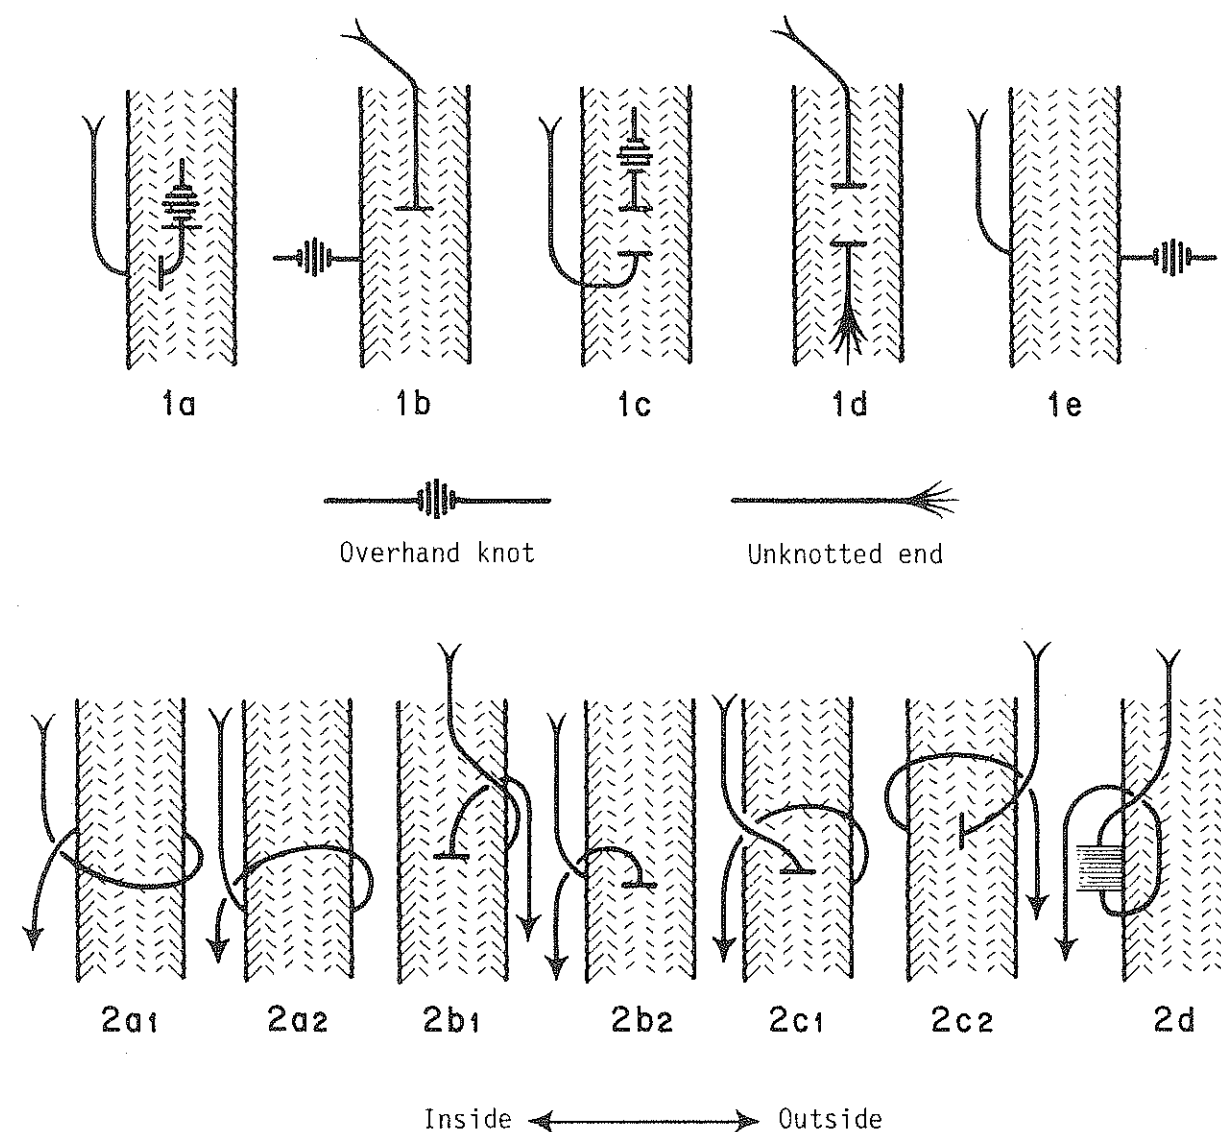 1a 1b 1c 1d 1e
Overhand knot Unknotted end
2a1 2a2 2b1 2b2 2c1 2c2 2d
Inside Outside